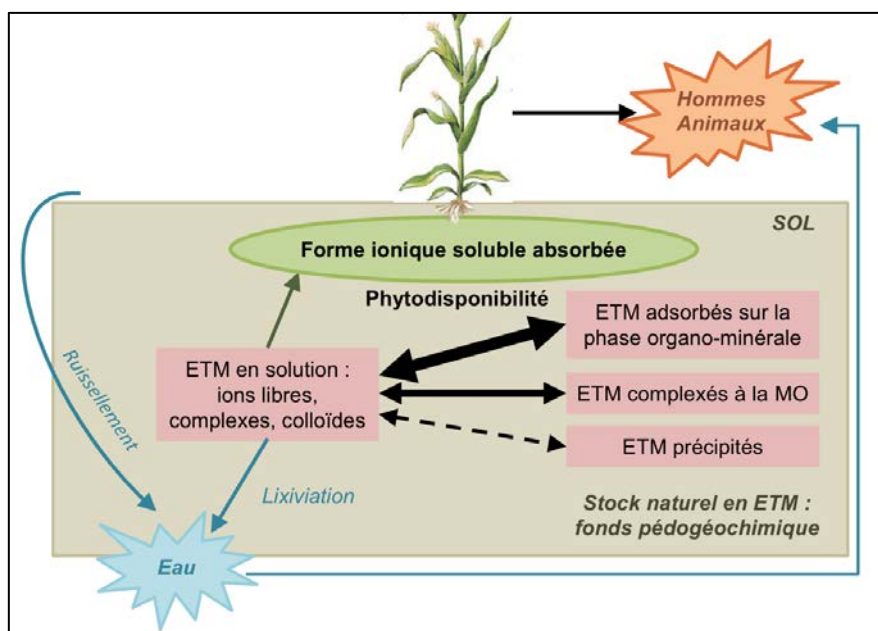 Hommes
Animaux
SOL
Forme ionique soluble absorbée
Phytodisponibilité
ETM adsorbés sur la
phase organo-minérale
ETM en solution :
ions libres,
complexes, colloïdes
ETM complexés à la MO
ETM précipités
Ruissellement
Lixiviation
Stock naturel en ETM :
fonds pédogéochimique
Eau